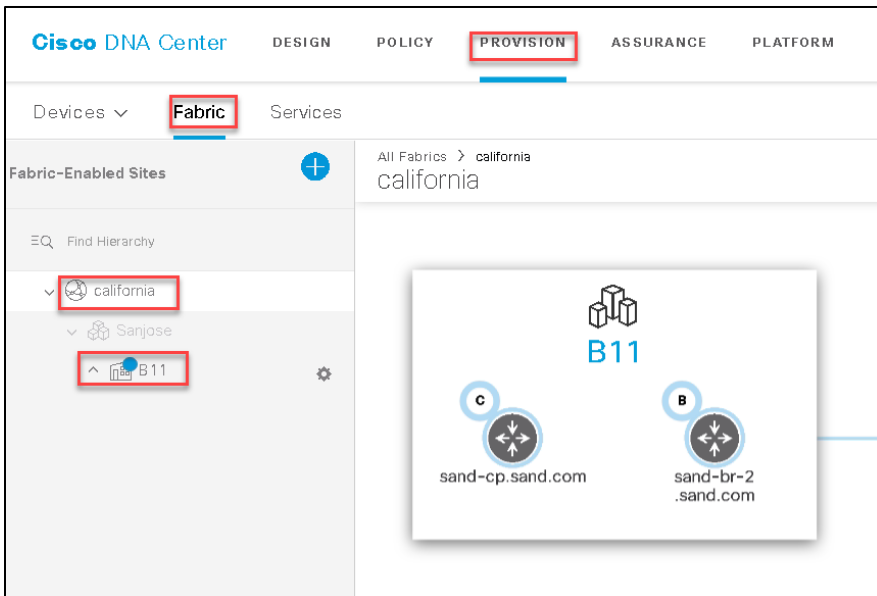 Cisco DNA Center DESIGN POLICY PROVISION ASSURANCE PLATFORM
Devices Fabric Services
Fabric-Enabled Sites
All Fabrics > california
california
Find Hierarchy
california
Sanjose
B11
B11
C
B
sand-cp.sand.com
sand-br-2
.sand.com